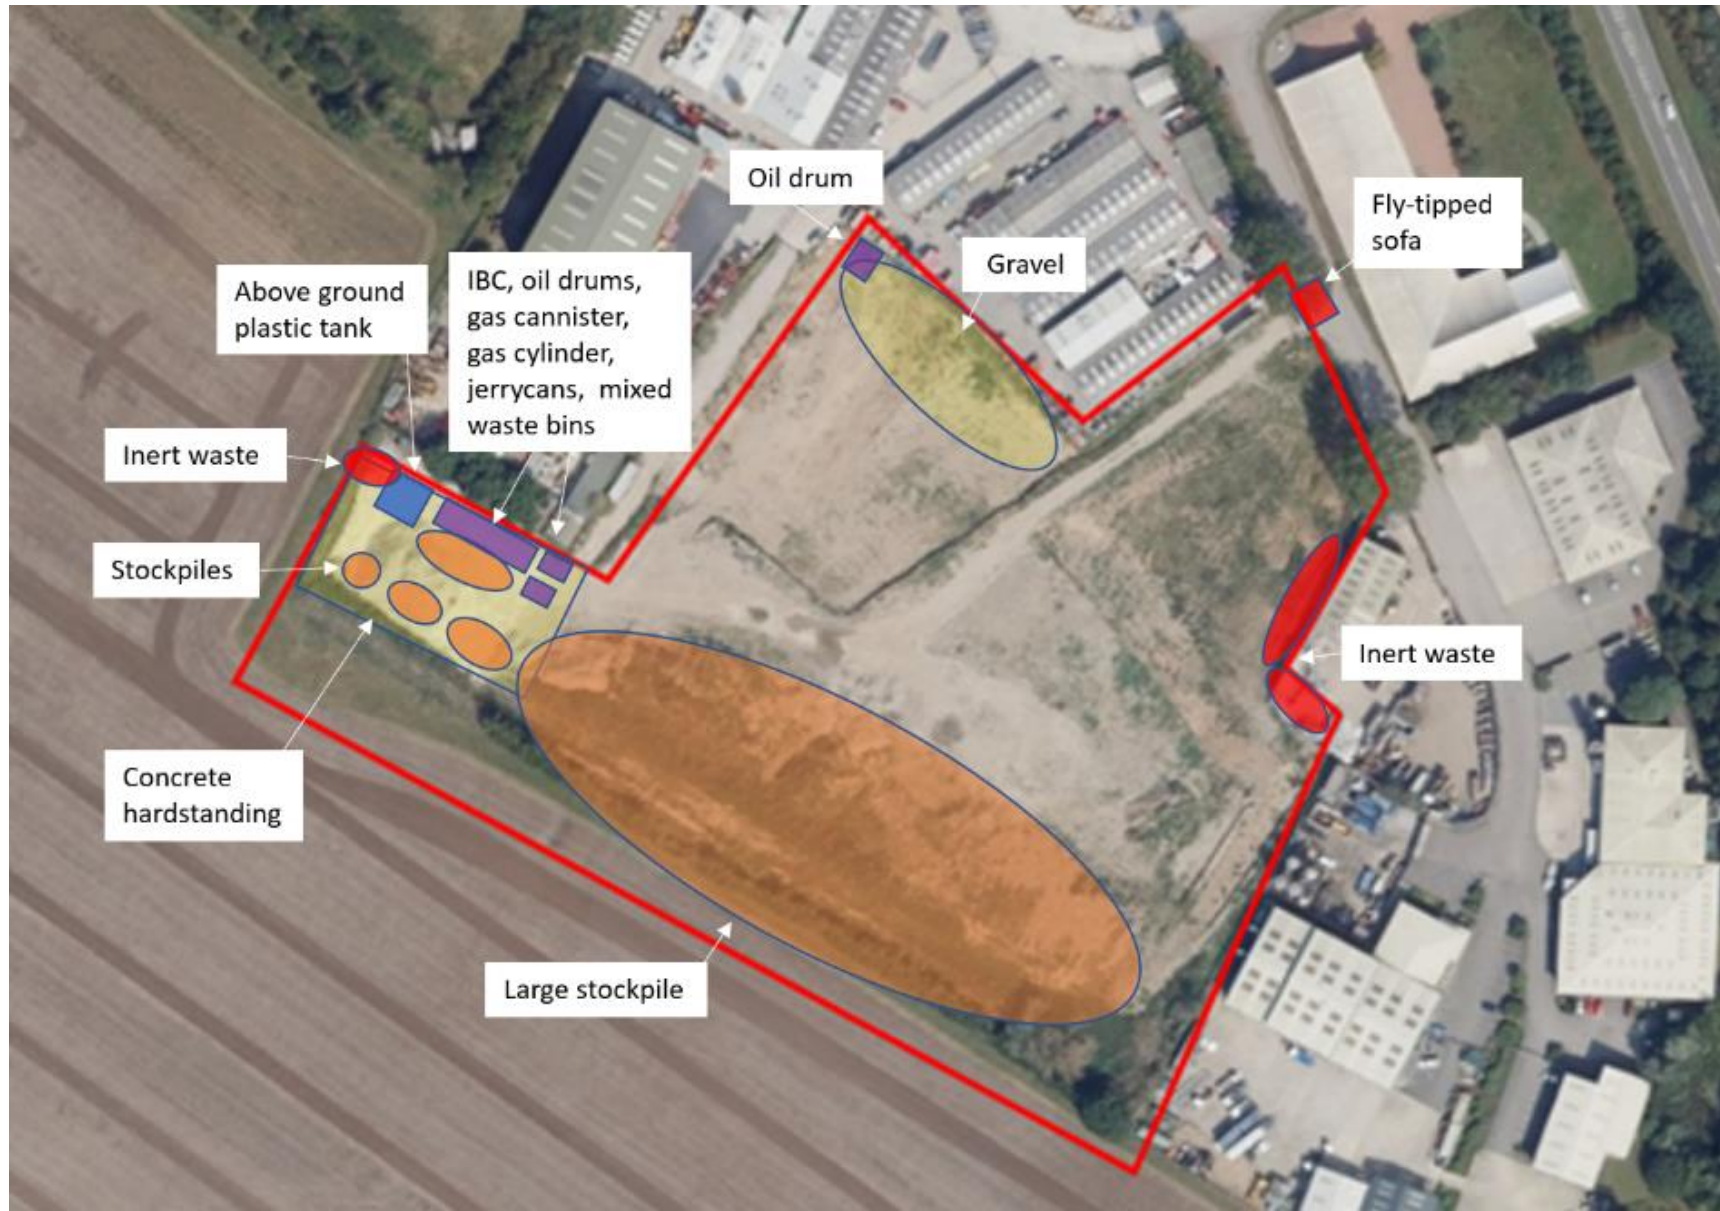 Oil drum
Fly-tipped
sofa
Gravel
IBC, oil drums,
gas cannister,
gas cylinder,
jerrycans, mixed
waste bins
Above ground
plastic tank
Inert waste
Stockpiles
Inert waste
Concrete
hardstanding
Large stockpile